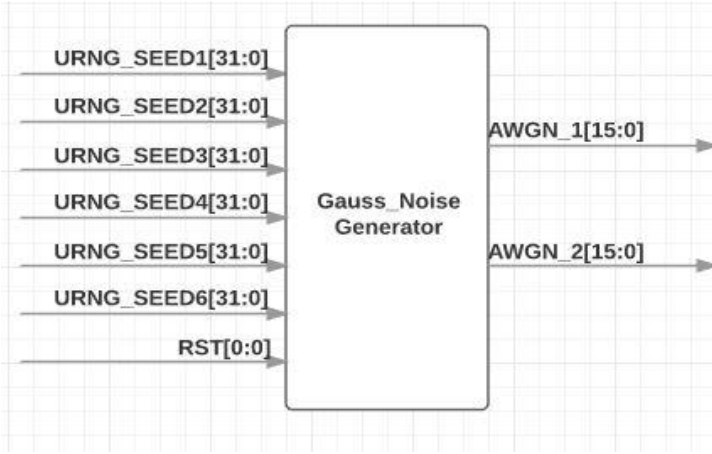 URNG_SEED1[31:0]
URNG_SEED2[31:0]
URNG_SEED3[31:0]
URNG_SEED4[31:0]
URNG_SEED5[31:0]
URNG_SEED6[31:0]
RST[0:0]
Gauss_Noise
Generator
AWGN_1[15:0]
AWGN_2[15:0]